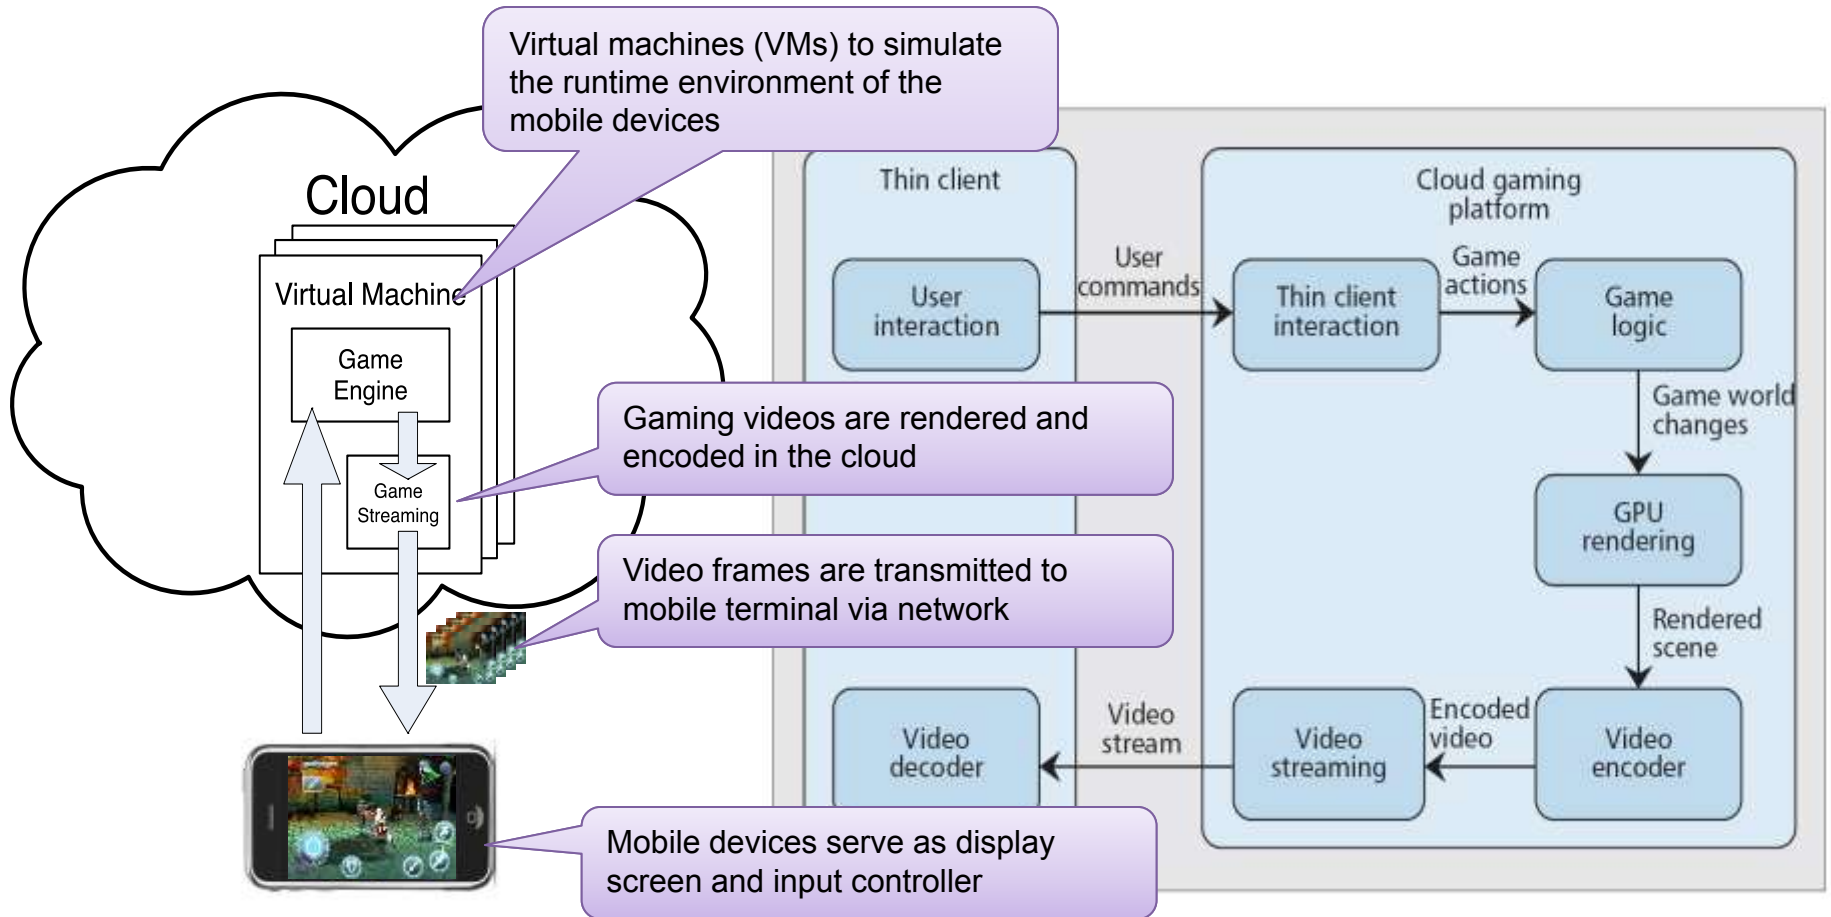 Virtual machines (VMs) to simulate
the runtime environment of the
mobile devices
Cloud
Virtual Machine
Game
Engine
Game
Streaming
Gaming videos are rendered and
encoded in the cloud
Video frames are transmitted to
mobile terminal via network
Mobile devices serve as display
screen and input controller
Thin client
User
interaction
User
commands
Cloud gaming
platform
Thin client
interaction
Game
actions
Game
logic
Game world
changes
GPU
rendering
Rendered
scene
Video
encoder
Encoded
video
Video
streaming
Video
stream
Video
decoder